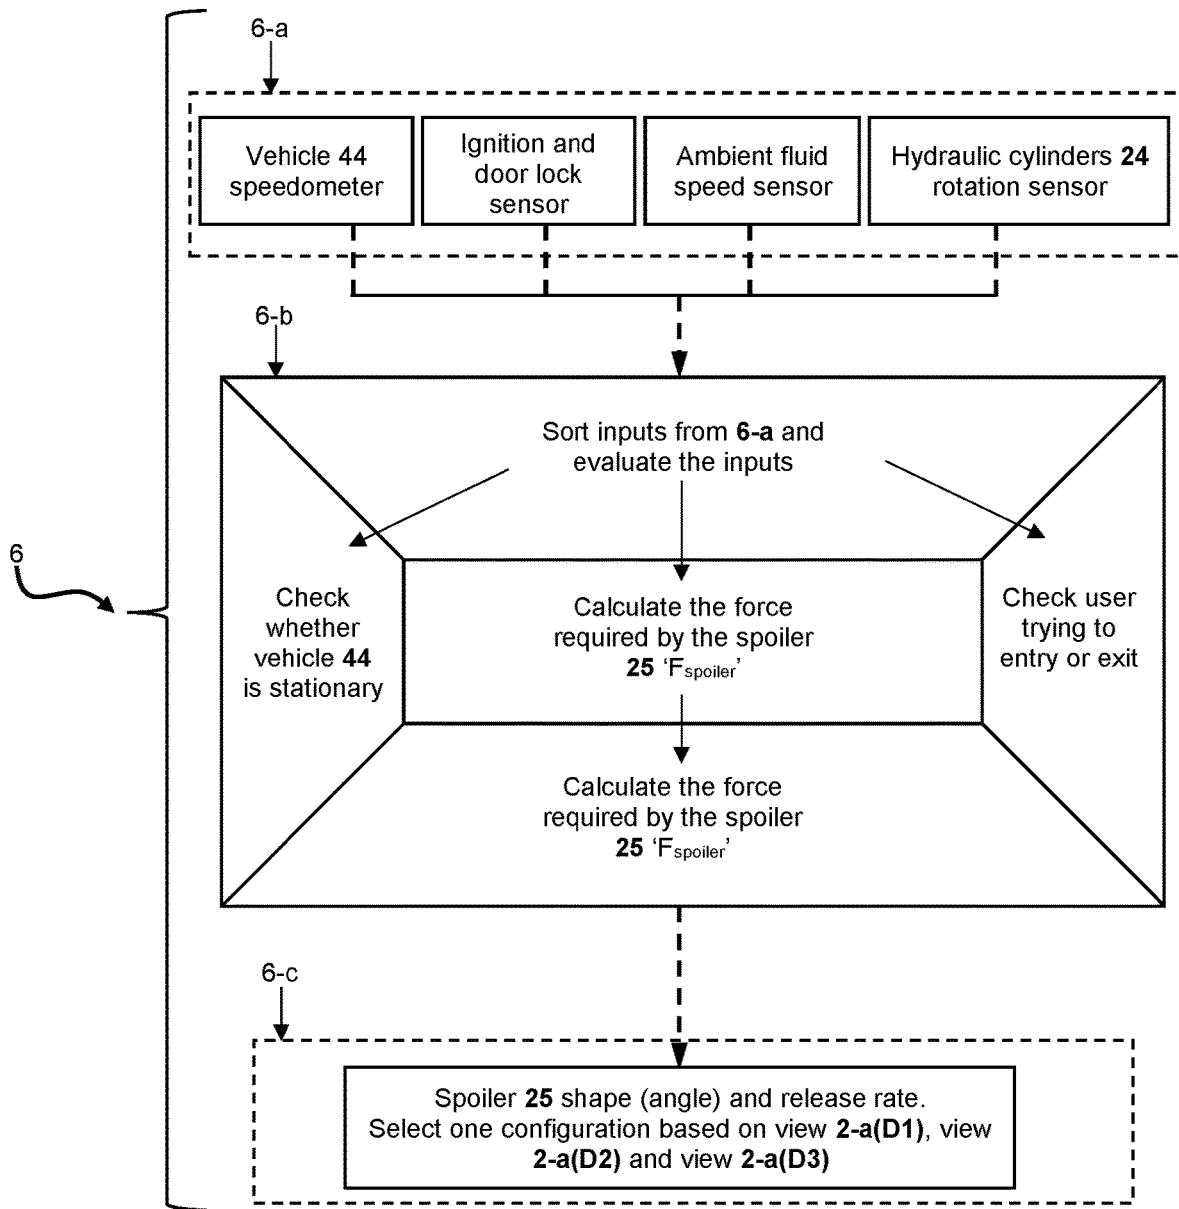 6-a
Vehicle 44
speedometer
Ignition and
door lock
sensor
Ambient fluid
speed sensor
Hydraulic cylinders 24
rotation sensor
6-b
Sort inputs from 6-a and
evaluate the inputs
6
Check
whether
vehicle 44
is stationary
Calculate the force
required by the spoiler
25 ‘Fspoiler’
Check user
trying to
entry or exit
Calculate the force
required by the spoiler
25 ‘Fspoiler’
6-c
Spoiler 25 shape (angle) and release rate.
Select one configuration based on view 2-a(D1), view
2-a(D2) and view 2-a(D3)